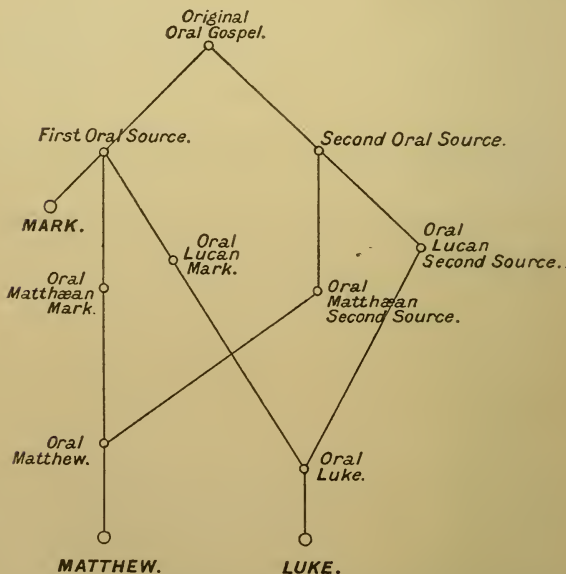 Original
Oral Gospel.
First Oral Source.
Second Oral Source.
MARK.
Oral
Lucan
Mark.
Oral
Lucan
Second Source.
Oral
Matthæan
Mark.
Oral
Matthæan
Second Source.
Oral
Matthew.
Oral
Luke.
MATTHEW.
LUKE.